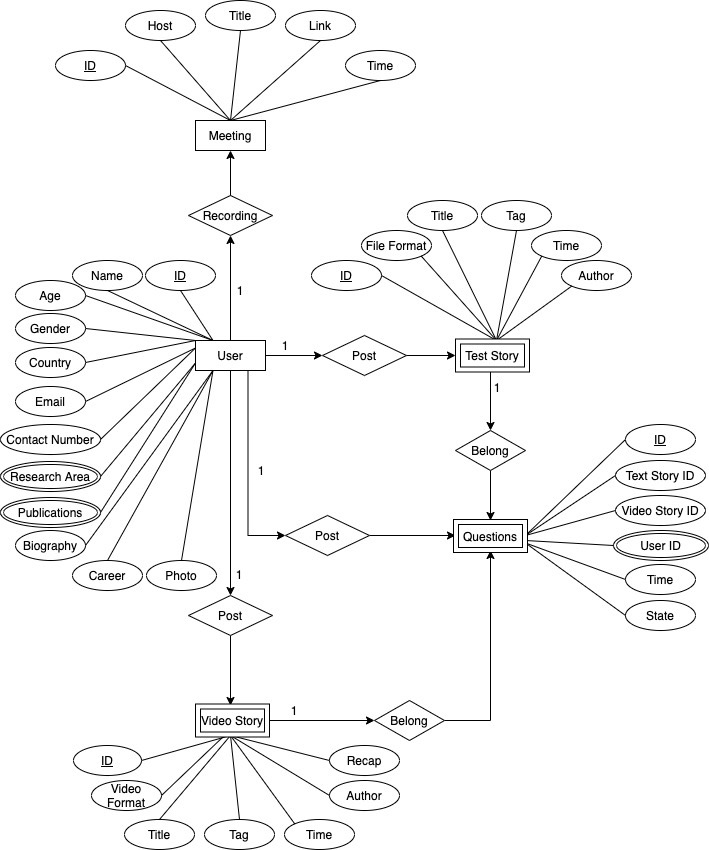 Title
Host
Link
ID
Time
Meeting
Recording
Title
Tag
File Format
Time
ID
Author
Name
ID
Age
Gender
Country
Email
Contact Number
Research Area
Publications
Biography
Career
Photo
1
User
1
Post
Test Story
1
Belong
ID
Text Story ID
Video Story ID
User ID
Time
State
1
Post
Questions
1
Post
Video Story
1
Belong
ID
Video
Format
Title
Tag
Time
Author
Recap